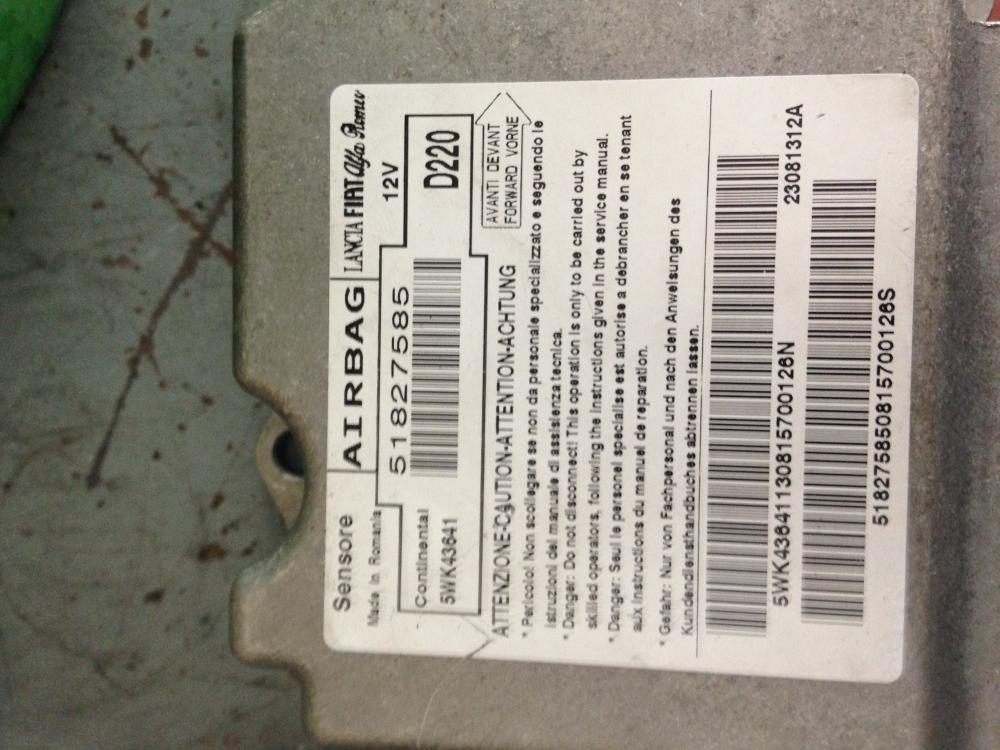 Sensore AIRBAG LANCIA FIAT Alfa Romeo
Made in Romania
12V
51827585
D220
Continental
5WK43641
AVANTI DEVANT
FORWARD VORNE
ATTENZIONE-CAUTION-ATTENTION-ACHTUNG
* Pericolo! Non scollegare se non da personale specializzato e seguendo le
istruzioni del manuale di assistenza tecnica.
* Danger: Do not disconnect! This operation is only to be carried out by
skilled operators, following the instructions given in the service manual.
* Danger: Seul le personel specialise est autorise a debrancher en se tenant
aux instructions du manuel de reparation.
* Gefahr: Nur von Fachpersonal und nach den Anweisungen des
Kundendiensthandbuches abtrennen lassen.
5WK43641130815700126N
23081312A
518275850815700126S